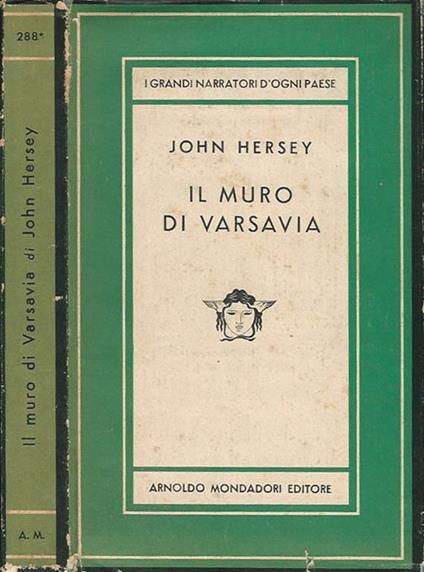 288*
Il muro di Varsavia di John Hersey
A. M.
I GRANDI NARRATORI D'OGNI PAESE
JOHN HERSEY
IL MURO
DI VARSAVIA
ARNOLDO MONDADORI EDITORE